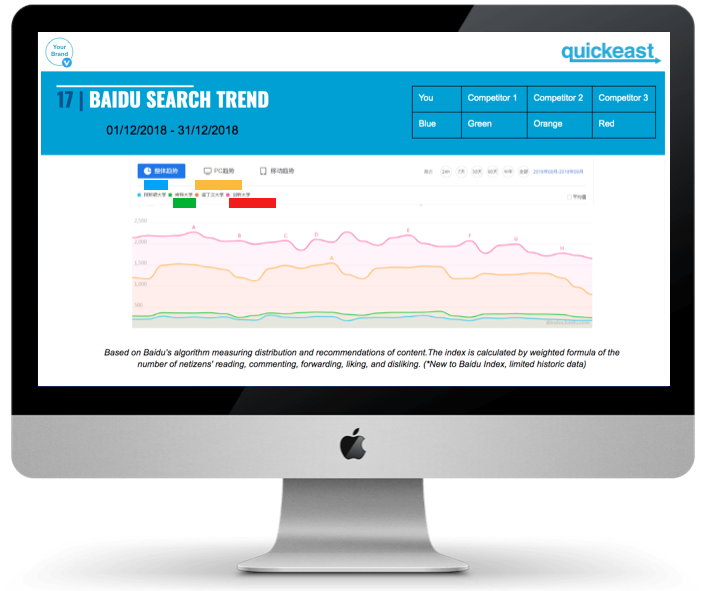 Your
Brand
V
quickeast
17 | BAIDU SEARCH TREND
01/12/2018 - 31/12/2018
You Competitor 1 Competitor 2 Competitor 3
Blue Green Orange Red
整体趋势 PC趋势 移动趋势
最近 24h 7天 30天 90天 半年 全部
平均值
2,500
2,000
1,500
1,000
500
A B C D E F G H
A
Based on Baidu's algorithm measuring distribution and recommendations of content.The index is calculated by weighted formula of the
number of netizens' reading, commenting, forwarding, liking, and disliking. (*New to Baidu Index, limited historic data)